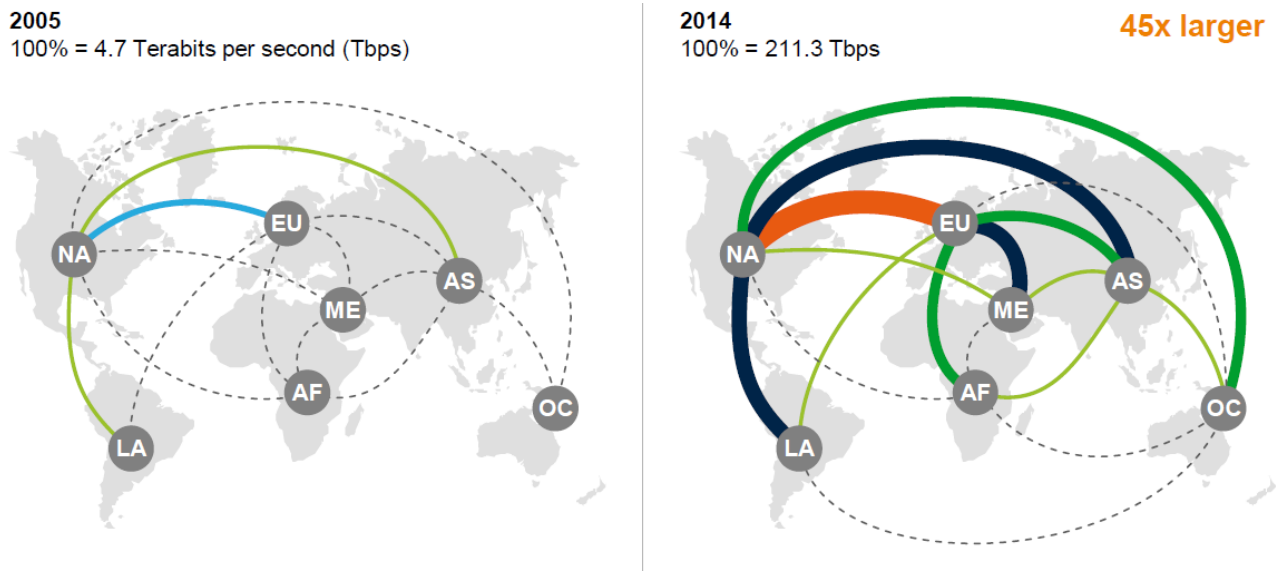 2005
100% = 4.7 Terabits per second (Tbps)
NA
EU
ME
AS
AF
LA
OC
2014
100% = 211.3 Tbps
45x larger
NA
EU
ME
AS
AF
LA
OC